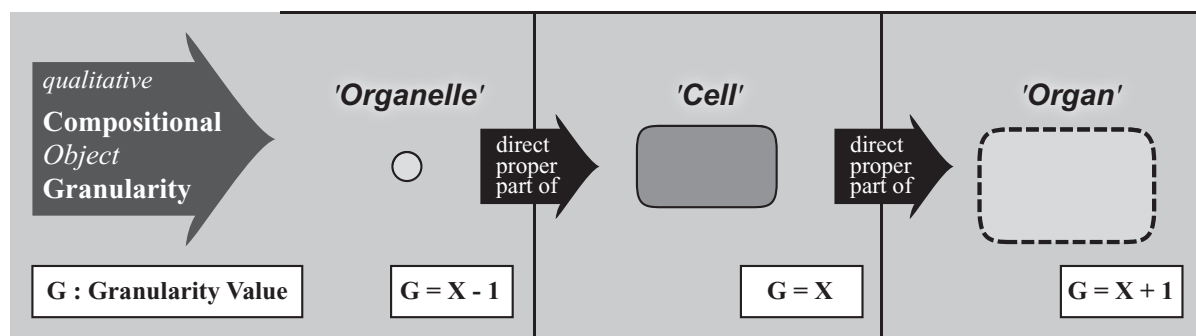 qualitative
Compositional
Object
Granularity
'Organelle'
direct
proper
part of
'Cell'
direct
proper
part of
'Organ'
G : Granularity Value
G = X - 1
G = X
G = X + 1